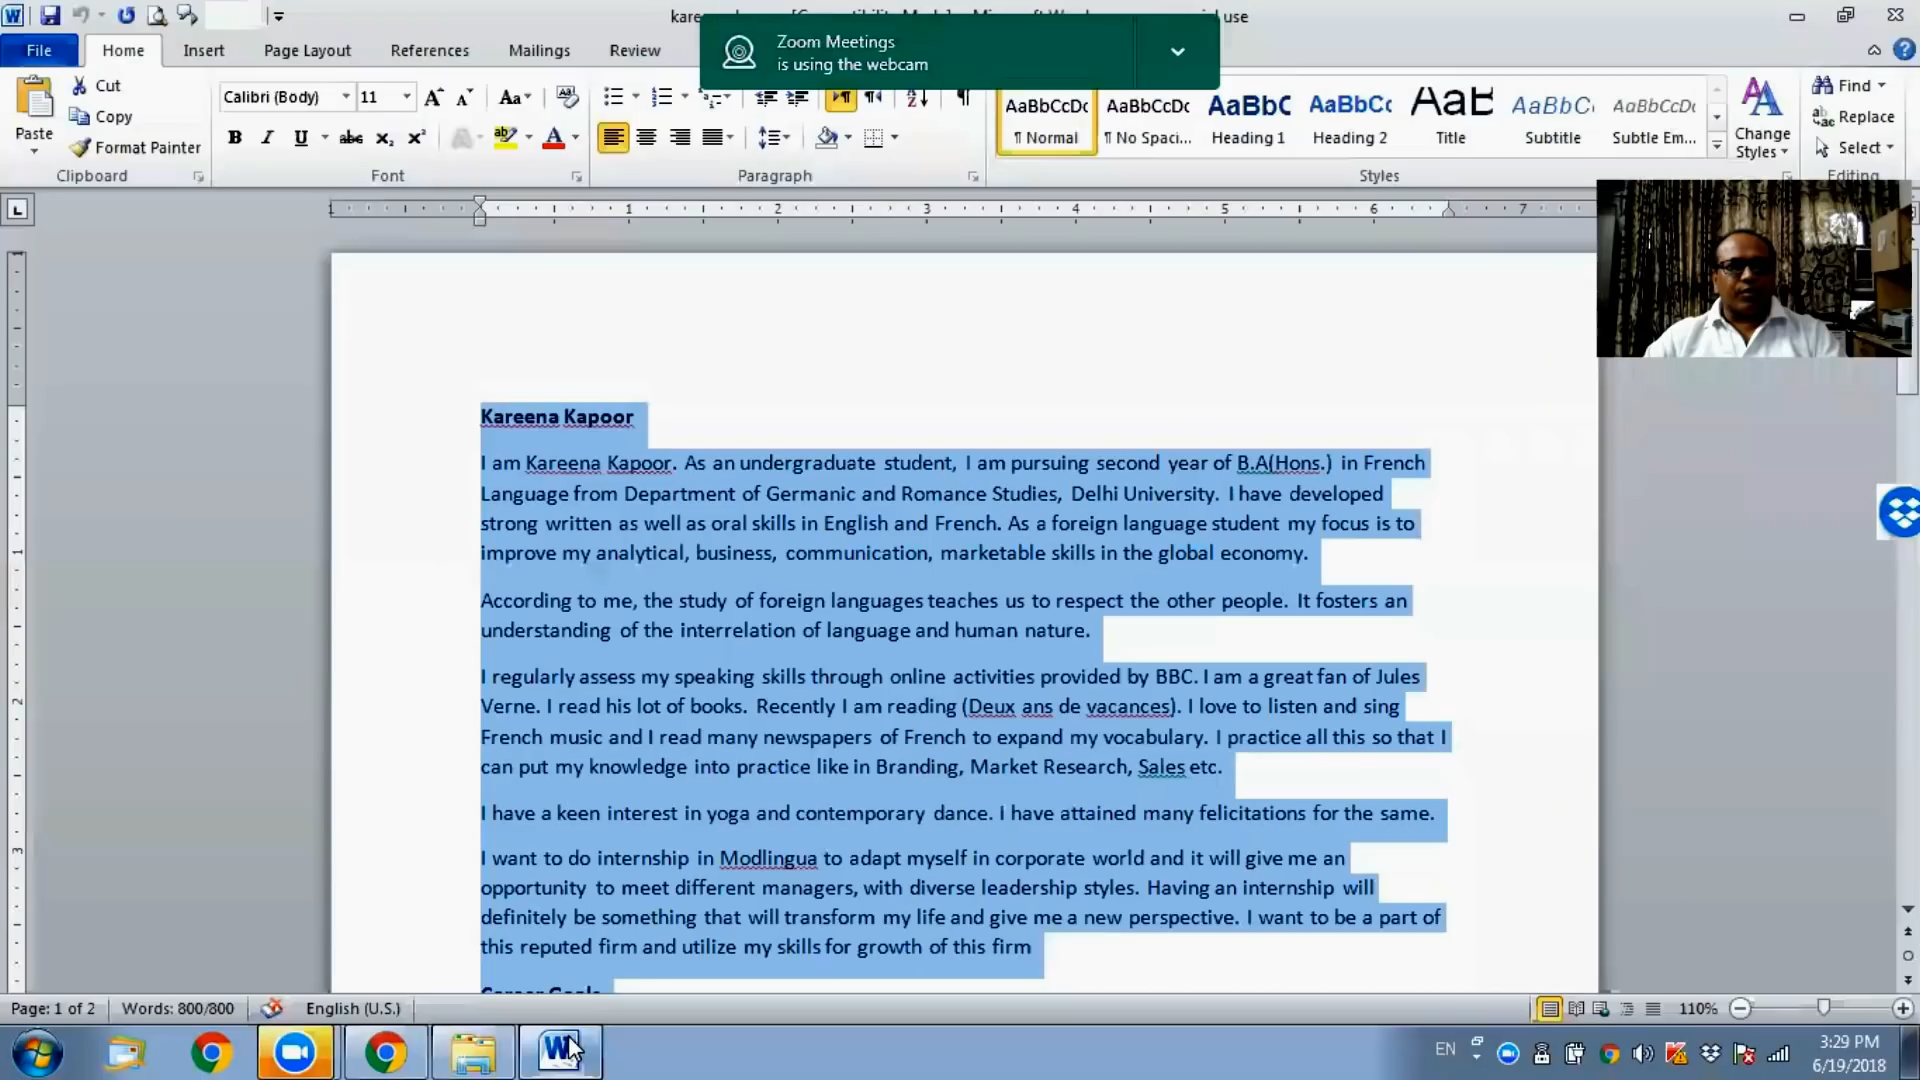 kare
use
Zoom Meetings
is using the webcam
File
Home
Insert
Page Layout
References
Mailings
Review
Cut
Copy
Format Painter
Paste
Clipboard
Calibri (Body)
11
Font
Paragraph
AaBbCcDc
¶ Normal
AaBbCcDc
¶ No Spaci...
AaBbC
Heading 1
AaBbCc
Heading 2
AaB
Title
AaBbCc
Subtitle
AaBbCcDc
Subtle Em...
Change
Styles
Styles
Find
Replace
Select
Editing
1 1 2 3 4 5 6 7
Kareena Kapoor
I am Kareena Kapoor. As an undergraduate student, I am pursuing second year of B.A(Hons.) in French
Language from Department of Germanic and Romance Studies, Delhi University. I have developed
strong written as well as oral skills in English and French. As a foreign language student my focus is to
improve my analytical, business, communication, marketable skills in the global economy.
According to me, the study of foreign languages teaches us to respect the other people. It fosters an
understanding of the interrelation of language and human nature.
I regularly assess my speaking skills through online activities provided by BBC. I am a great fan of Jules
Verne. I read his lot of books. Recently I am reading (Deux ans de vacances). I love to listen and sing
French music and I read many newspapers of French to expand my vocabulary. I practice all this so that I
can put my knowledge into practice like in Branding, Market Research, Sales etc.
I have a keen interest in yoga and contemporary dance. I have attained many felicitations for the same.
I want to do internship in Modlingua to adapt myself in corporate world and it will give me an
opportunity to meet different managers, with diverse leadership styles. Having an internship will
definitely be something that will transform my life and give me a new perspective. I want to be a part of
this reputed firm and utilize my skills for growth of this firm
Career Goals
Page: 1 of 2
Words: 800/800
English (U.S.)
110%
EN
3:29 PM
6/19/2018